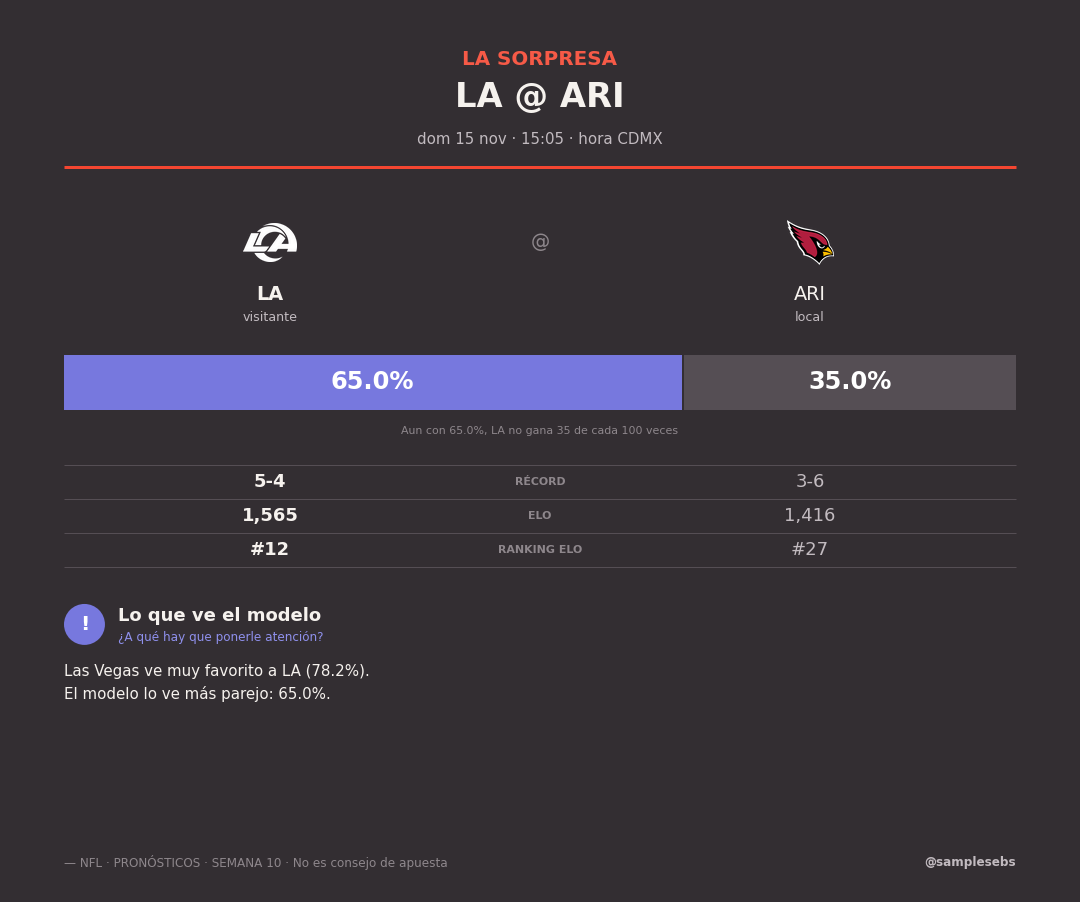 LA SORPRESA
LA @ ARI
dom 15 nov · 15:05 · hora CDMX
LA
@
LA
ARI
visitante
local
65.0%
35.0%
Aun con 65.0%, LA no gana 35 de cada 100 veces
5-4 RÉCORD 3-6
1,565 ELO 1,416
#12 RANKING ELO #27
!
Lo que ve el modelo
¿A qué hay que ponerle atención?
Las Vegas ve muy favorito a LA (78.2%).
El modelo lo ve más parejo: 65.0%.
— NFL · PRONÓSTICOS · SEMANA 10 · No es consejo de apuesta
@samplesebs